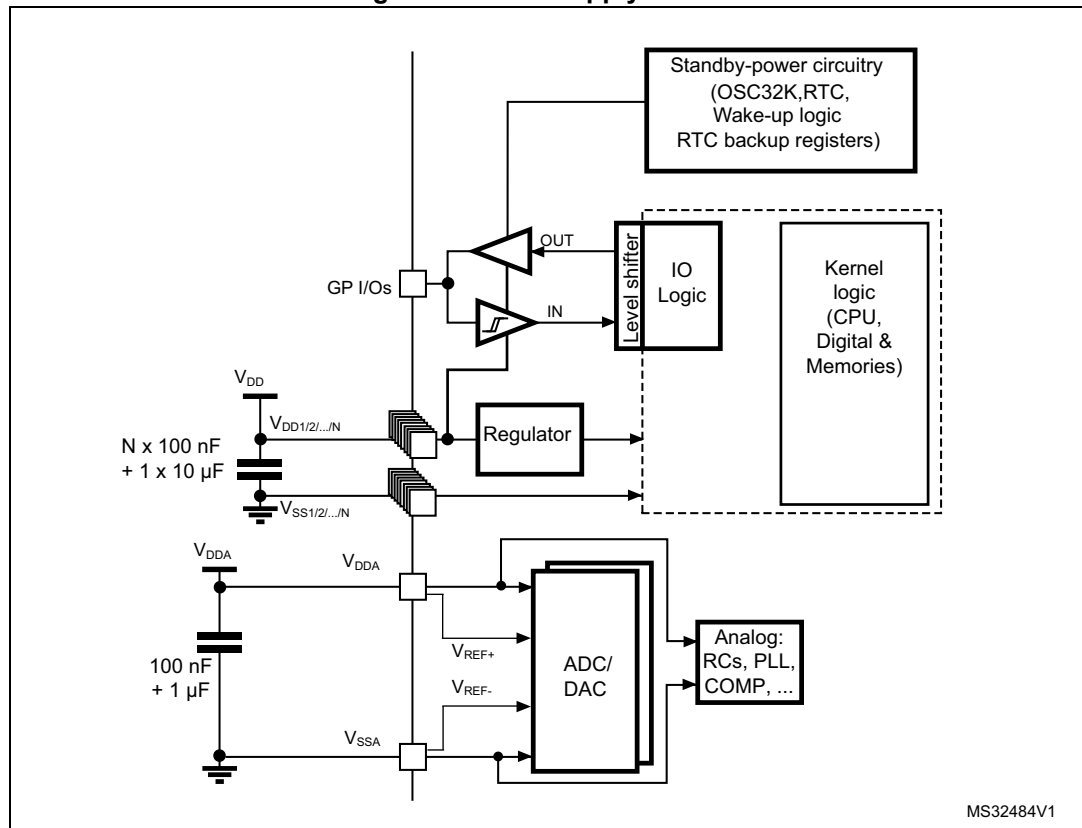 Standby-power circuitry
(OSC32K,RTC,
Wake-up logic
RTC backup registers)
OUT
Level shifter
IO
Logic
Kernel
logic
(CPU,
Digital &
Memories)
GP I/Os
IN
VDD
VDD1/2/.../N
Regulator
N x 100 nF
+ 1 x 10 µF
VSS1/2/.../N
VDDA
VDDA
VREF+
ADC/
DAC
Analog:
RCs, PLL,
COMP, ...
100 nF
+ 1 µF
VREF-
VSSA
MS32484V1